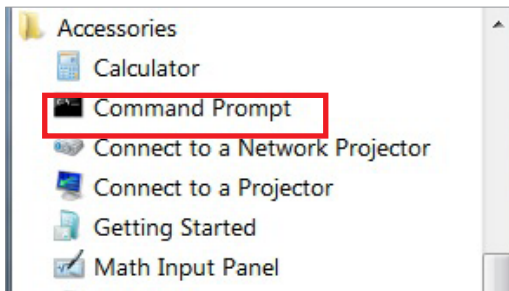 Accessories
Calculator
Command Prompt
Connect to a Network Projector
Connect to a Projector
Getting Started
Math Input Panel